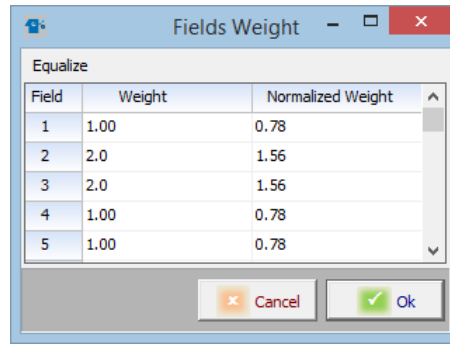 Fields Weight
Equalize
Field Weight Normalized Weight
1 1.00 0.78
2 2.0 1.56
3 2.0 1.56
4 1.00 0.78
5 1.00 0.78
Cancel Ok